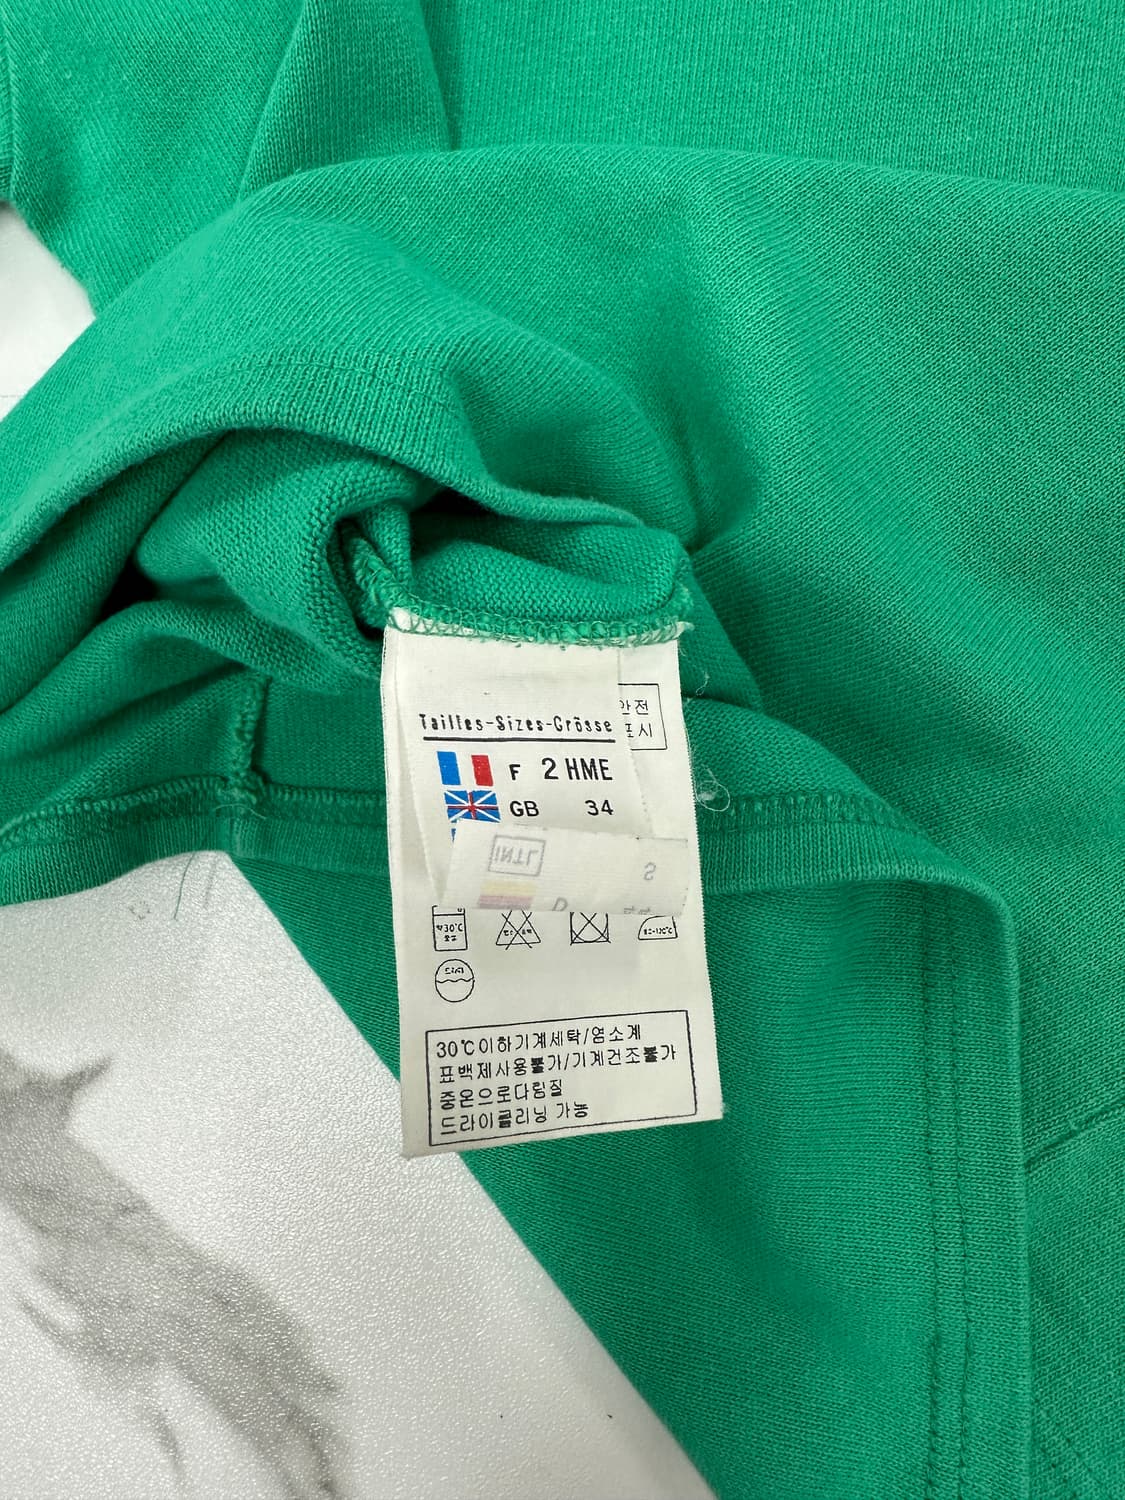 Tailles-Sizes-Grösse
안전
표시
F 2 HME
GB 34
INTL S
D 44
30℃이하기계세탁/염소계
표백제사용불가/기계건조불가
중온으로다림질
드라이클리닝 가능